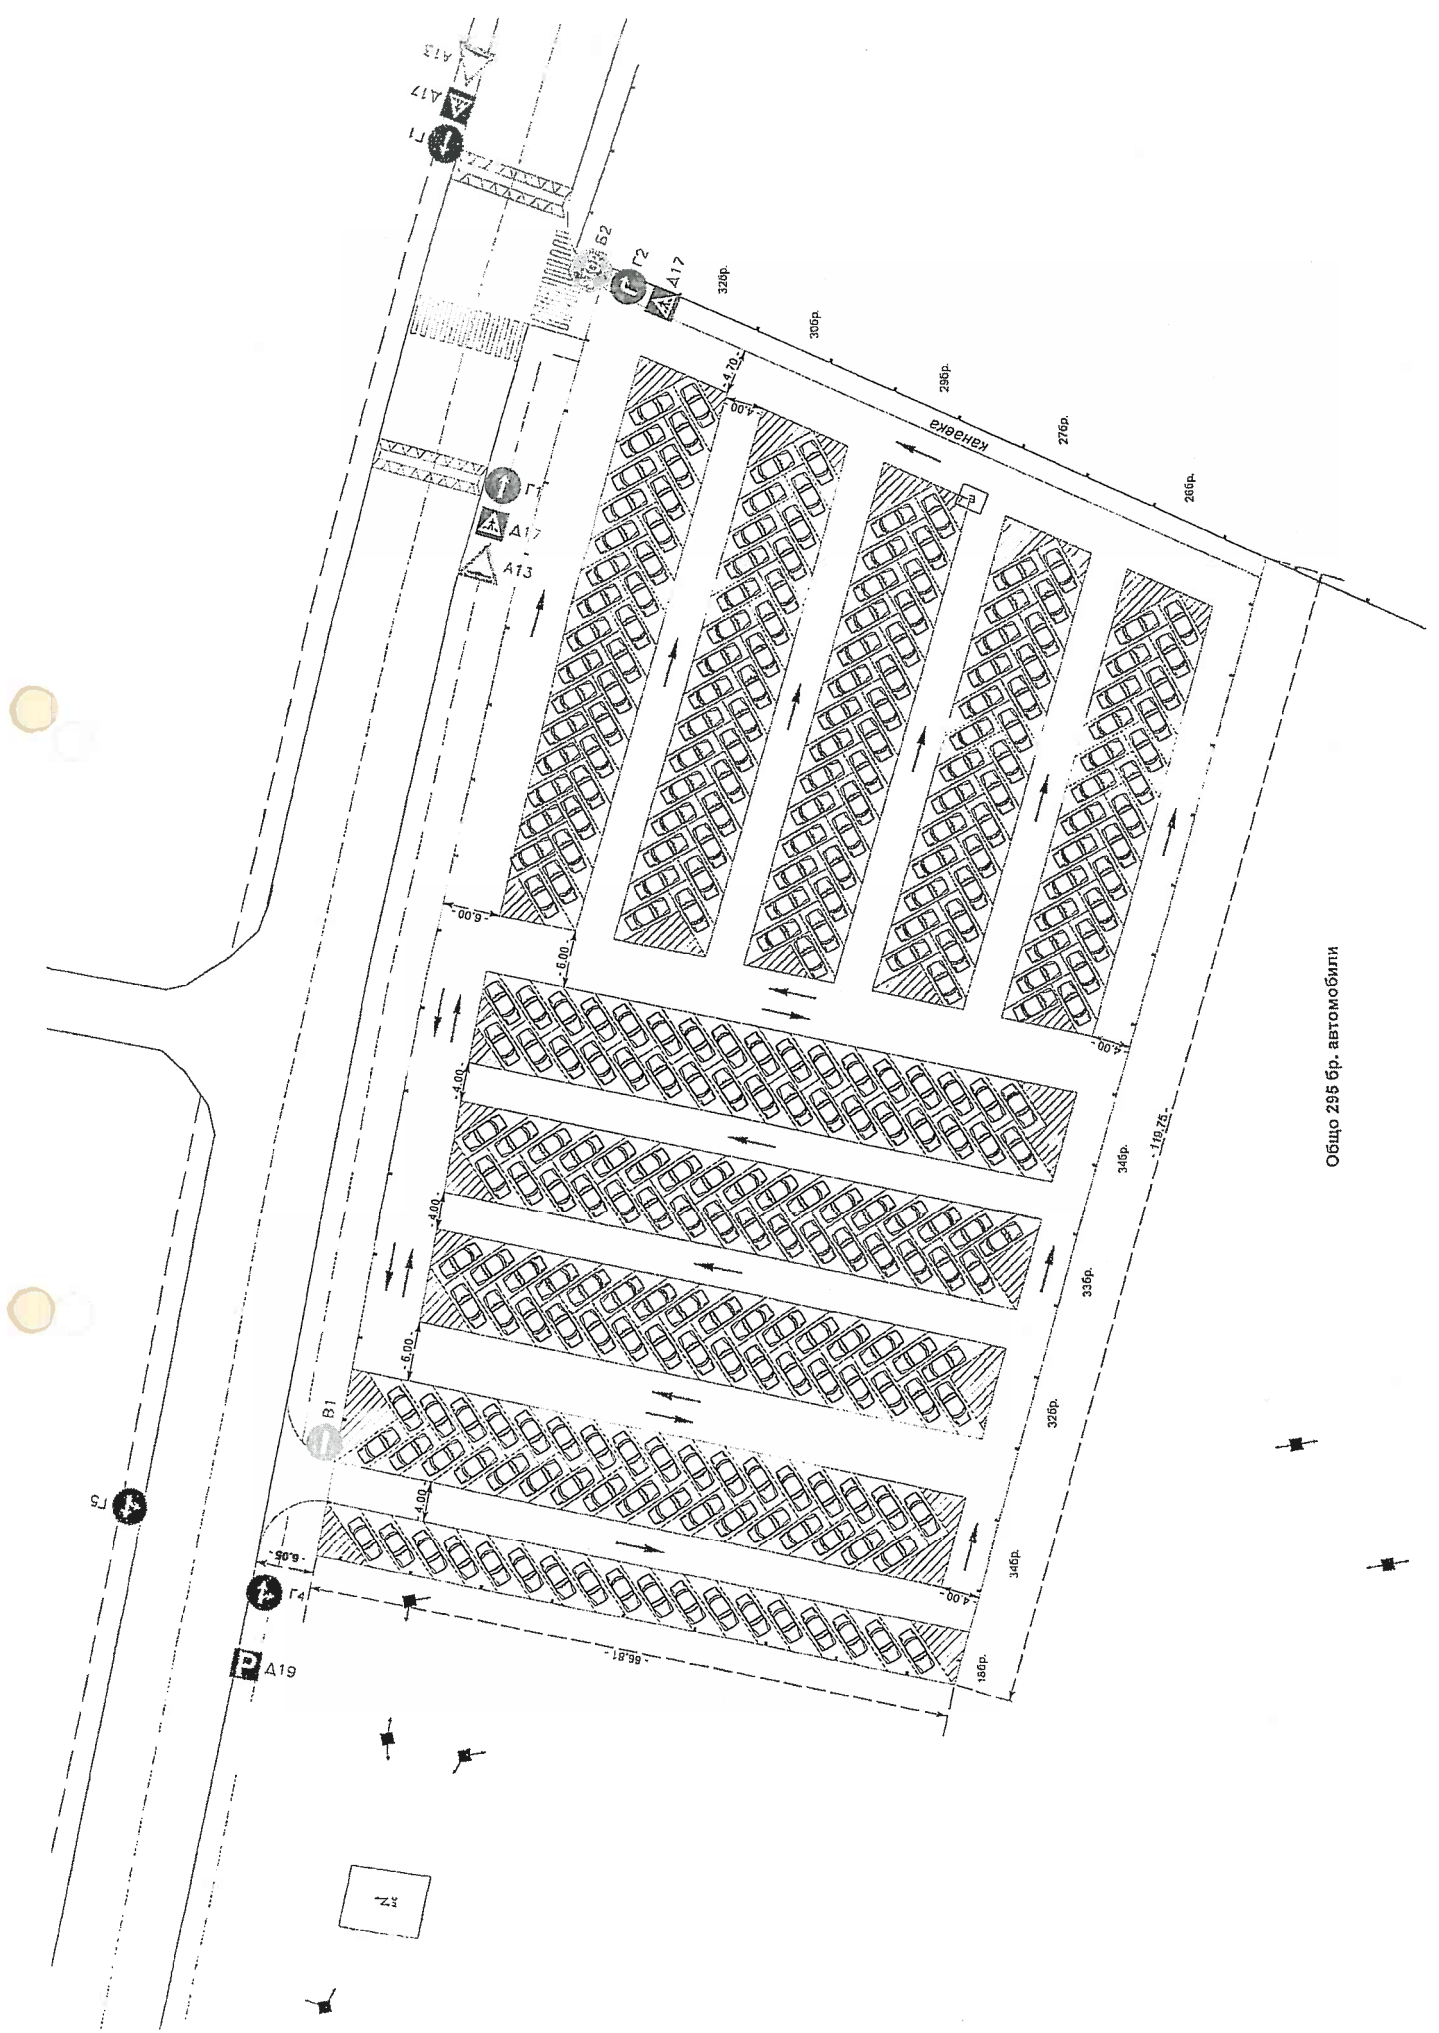 А13
Д17
Г1
Б2
Г2
Д17
32бр.
30бр.
29бр.
27бр.
26бр.
- 4.70 -
- 4.00 -
канавка
Г1
Д17
А13
- 6.00 -
- 6.00 -
- 4.00 -
- 4.00 -
- 4.00 -
- 6.00 -
В1
Г5
- 4.00 -
- 6.05 -
Г4
P
Д19
- 66.81 -
- 4.00 -
18бр.
34бр.
32бр.
33бр.
34бр.
- 119.75 -
Общо 295 бр. автомобили